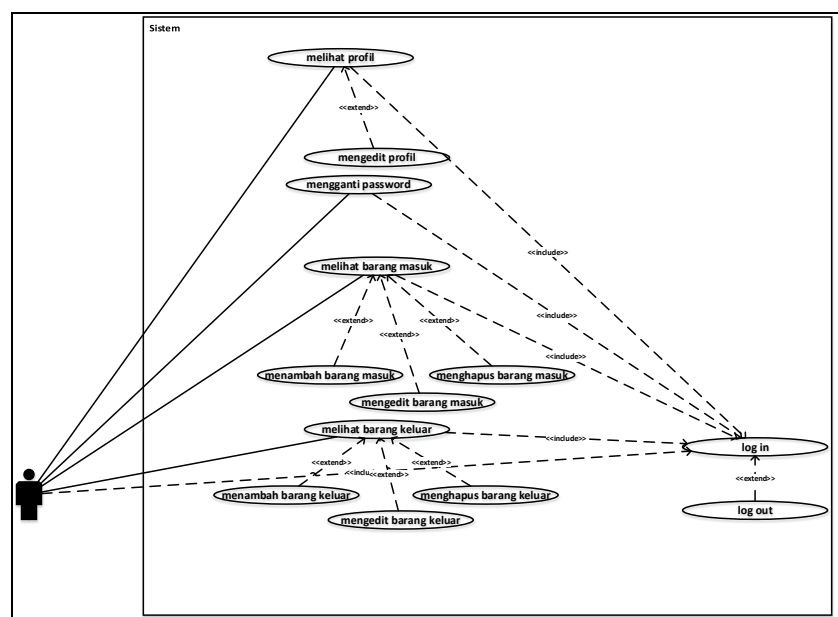 Sistem
melihat profil
<<extend>>
mengedit profil
mengganti password
<<include>>
melihat barang masuk
<<include>>
<<extend>>
<<extend>>
<<extend>>
<<include>>
menambah barang masuk
menghapus barang masuk
mengedit barang masuk
melihat barang keluar
<<include>>
log in
<<extend>>
<<extend>>
<<extend>>
<<extend>>
menambah barang keluar
menghapus barang keluar
log out
mengedit barang keluar